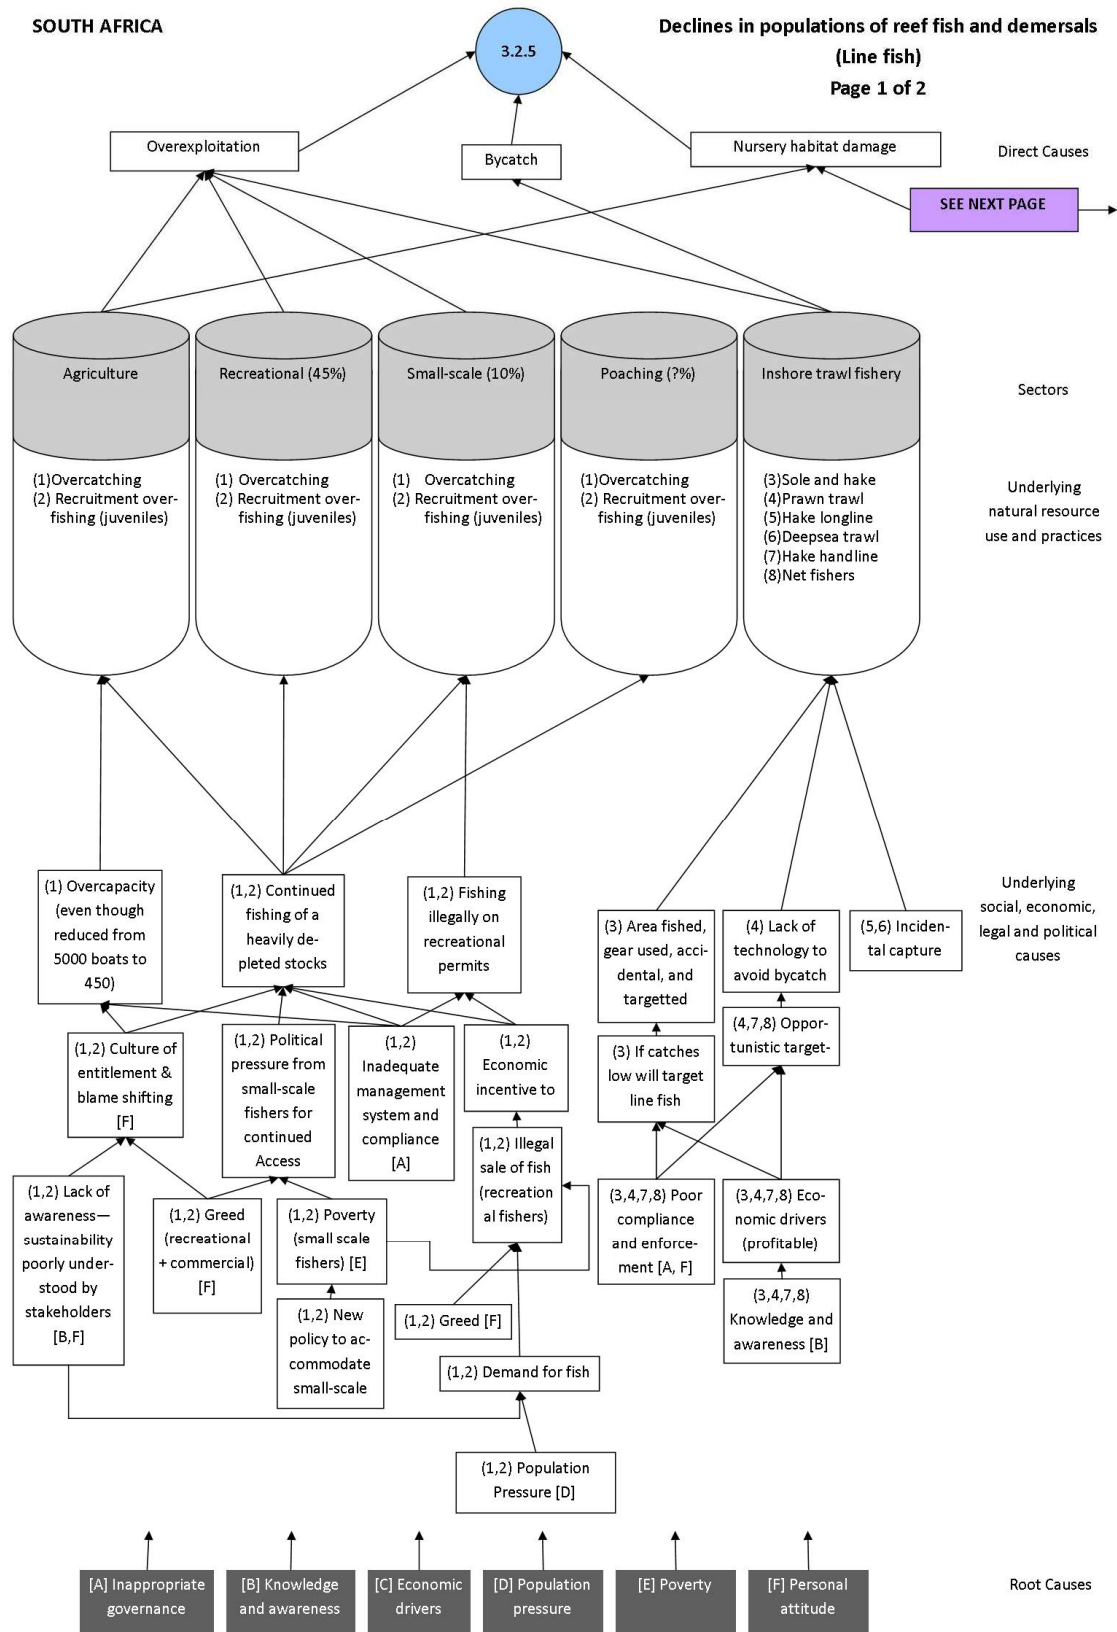 SOUTH AFRICA
3.2.5
Declines in populations of reef fish and demersals
(Line fish)
Page 1 of 2
Overexploitation
Bycatch
Nursery habitat damage
Direct Causes
SEE NEXT PAGE
Agriculture
Recreational (45%)
Small-scale (10%)
Poaching (?%)
Inshore trawl fishery
Sectors
(1)Overcatching
(2) Recruitment over-
fishing (juveniles)
(1) Overcatching
(2) Recruitment over-
fishing (juveniles)
(1) Overcatching
(2) Recruitment over-
fishing (juveniles)
(1)Overcatching
(2) Recruitment over-
fishing (juveniles)
(3)Sole and hake
(4)Prawn trawl
(5)Hake longline
(6)Deepsea trawl
(7)Hake handline
(8)Net fishers
Underlying
natural resource
use and practices
(1) Overcapacity
(even though
reduced from
5000 boats to
450)
(1,2) Continued
fishing of a
heavily de-
pleted stocks
(1,2) Fishing
illegally on
recreational
permits
(3) Area fished,
gear used, acci-
dental, and
targetted
(4) Lack of
technology to
avoid bycatch
(5,6) Inciden-
tal capture
Underlying
social, economic,
legal and political
causes
(1,2) Culture of
entitlement &
blame shifting
[F]
(1,2) Political
pressure from
small-scale
fishers for
continued
Access
(1,2)
Inadequate
management
system and
compliance
[A]
(1,2)
Economic
incentive to
(3) If catches
low will target
line fish
(4,7,8) Oppor-
tunistic target-
(1,2) Illegal
sale of fish
(recreation
al fishers)
(1,2) Lack of
awareness—
sustainability
poorly under-
stood by
stakeholders
[B,F]
(1,2) Greed
(recreational
+ commercial)
[F]
(1,2) Poverty
(small scale
fishers) [E]
(3,4,7,8) Poor
compliance
and enforce-
ment [A, F]
(3,4,7,8) Eco-
nomic drivers
(profitable)
(1,2) New
policy to ac-
commodate
small-scale
(1,2) Greed [F]
(3,4,7,8)
Knowledge and
awareness [B]
(1,2) Demand for fish
(1,2) Population
Pressure [D]
[A] Inappropriate
governance
[B] Knowledge
and awareness
[C] Economic
drivers
[D] Population
pressure
[E] Poverty
[F] Personal
attitude
Root Causes